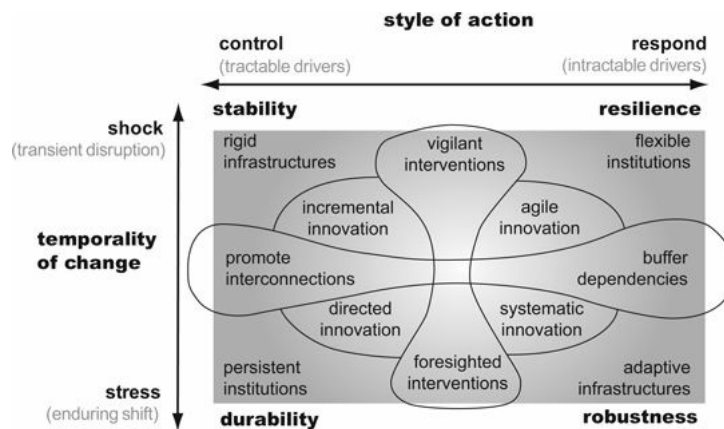 style of action
control
respond
(tractable drivers)
(intractable drivers)
stability
resilience
shock
(transient disruption)
rigid
infrastructures
vigilant
interventions
flexible
institutions
incremental
innovation
agile
innovation
temporality
of change
promote
interconnections
buffer
dependencies
directed
innovation
systematic
innovation
persistent
institutions
foresighted
interventions
adaptive
infrastructures
stress
(enduring shift)
durability
robustness